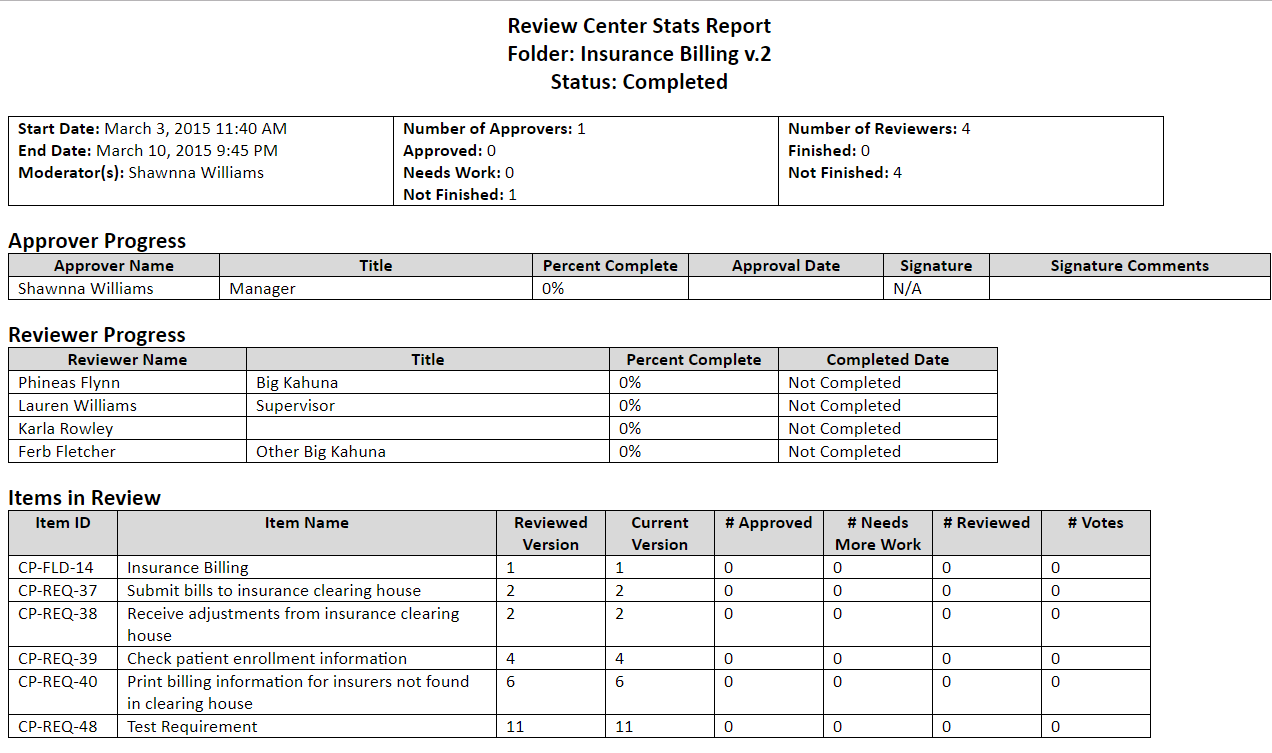 Review Center Stats Report
Folder: Insurance Billing v.2
Status: Completed
Start Date: March 3, 2015 11:40 AM
End Date: March 10, 2015 9:45 PM
Moderator(s): Shawnna Williams
Number of Approvers: 1
Approved: 0
Needs Work: 0
Not Finished: 1
Number of Reviewers: 4
Finished: 0
Not Finished: 4
Approver Progress
Approver Name Title Percent Complete Approval Date Signature Signature Comments
Shawnna Williams Manager 0% N/A
Reviewer Progress
Reviewer Name Title Percent Complete Completed Date
Phineas Flynn Big Kahuna 0% Not Completed
Lauren Williams Supervisor 0% Not Completed
Karla Rowley 0% Not Completed
Ferb Fletcher Other Big Kahuna 0% Not Completed
Items in Review
Item ID Item Name Reviewed Version Current Version # Approved # Needs More Work # Reviewed # Votes
CP-FLD-14 Insurance Billing 1 1 0 0 0 0
CP-REQ-37 Submit bills to insurance clearing house 2 2 0 0 0 0
CP-REQ-38 Receive adjustments from insurance clearing house 2 2 0 0 0 0
CP-REQ-39 Check patient enrollment information 4 4 0 0 0 0
CP-REQ-40 Print billing information for insurers not found in clearing house 6 6 0 0 0 0
CP-REQ-48 Test Requirement 11 11 0 0 0 0